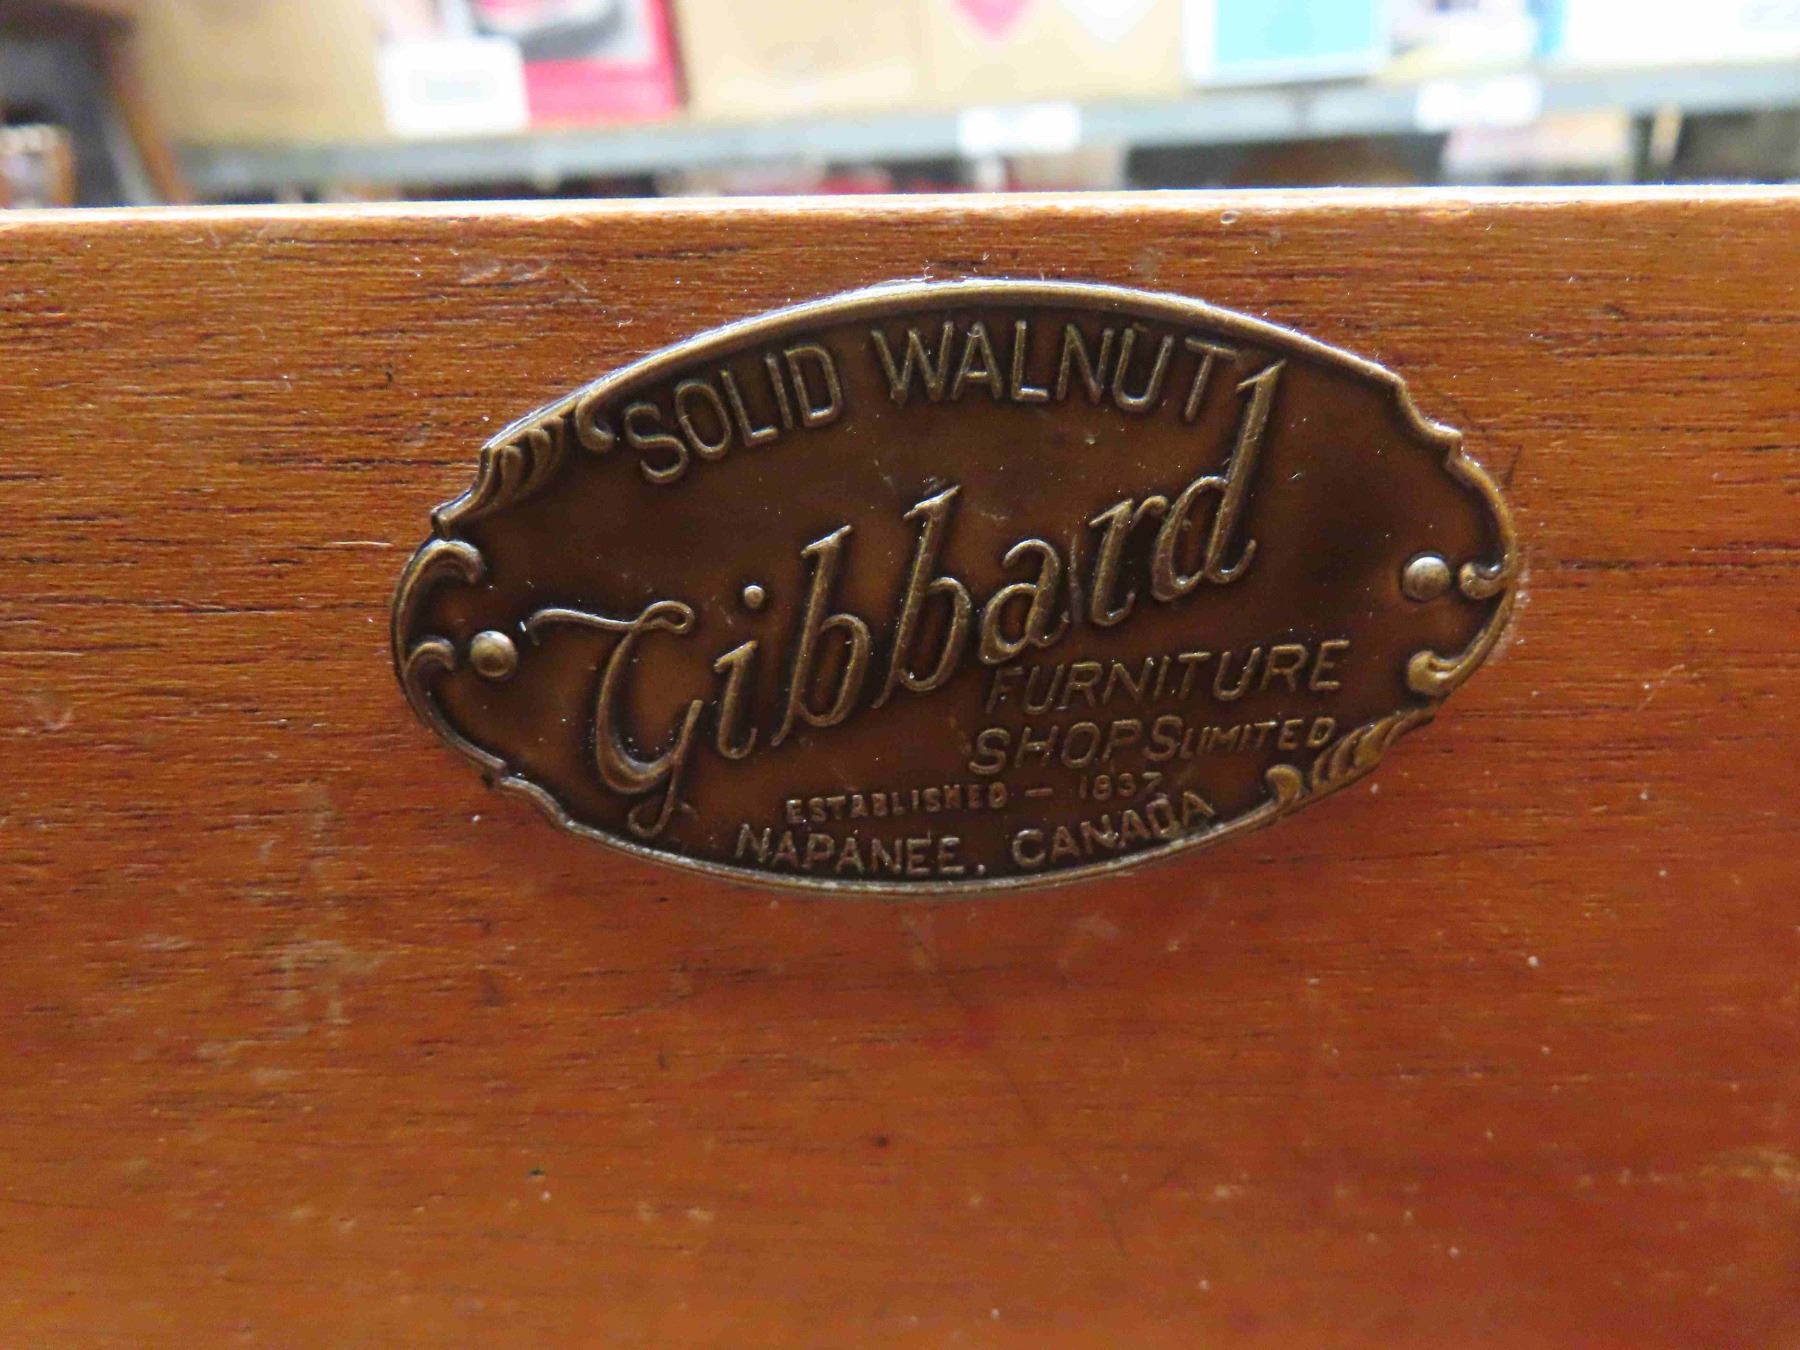 SOLID WALNUT
Gibbard
FURNITURE
SHOPS LIMITED
ESTABLISHED — 1837
NAPANEE, CANADA